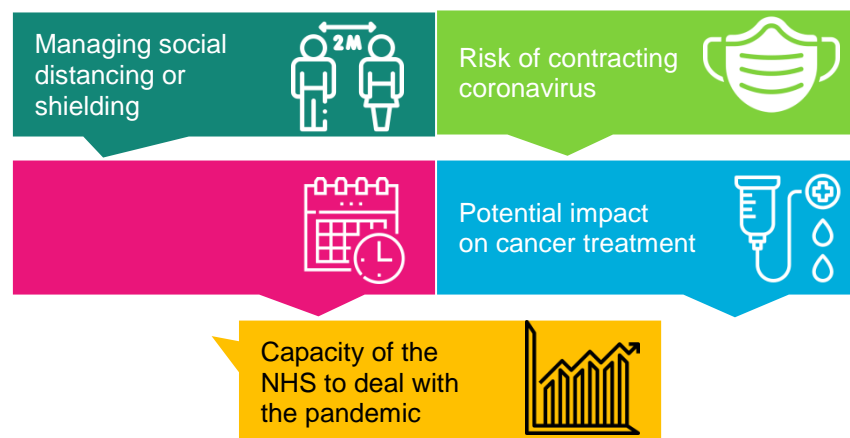 Managing social
distancing or
shielding
2M
Risk of contracting
coronavirus
Potential impact
on cancer treatment
Capacity of the
NHS to deal with
the pandemic